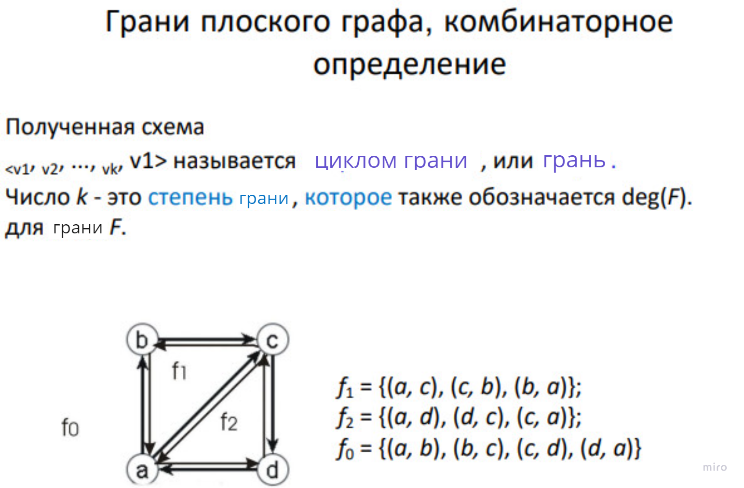 Грани плоского графа, комбинаторное
определение
Полученная схема
<v1, v2, ..., vk, v1> называется циклом грани , или грань .
Число k - это степень грани , которое также обозначается deg(F).
для грани F.
b c
f1
f0 f2
a d
f1 = {(a, c), (c, b), (b, a)};
f2 = {(a, d), (d, c), (c, a)};
f0 = {(a, b), (b, c), (c, d), (d, a)}
miro